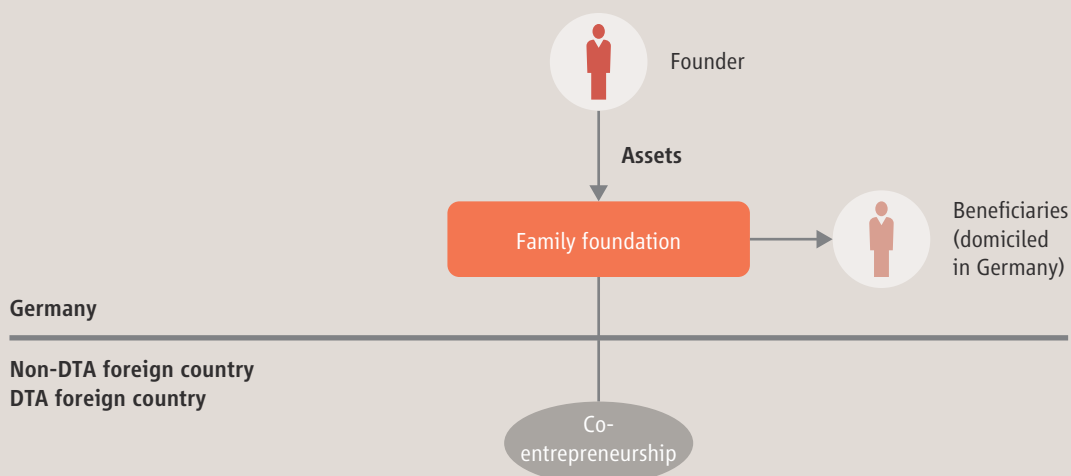 Founder
Assets
Family foundation
Beneficiaries
(domiciled
in Germany)
Germany
Non-DTA foreign country
DTA foreign country
Co-
entrepreneurship